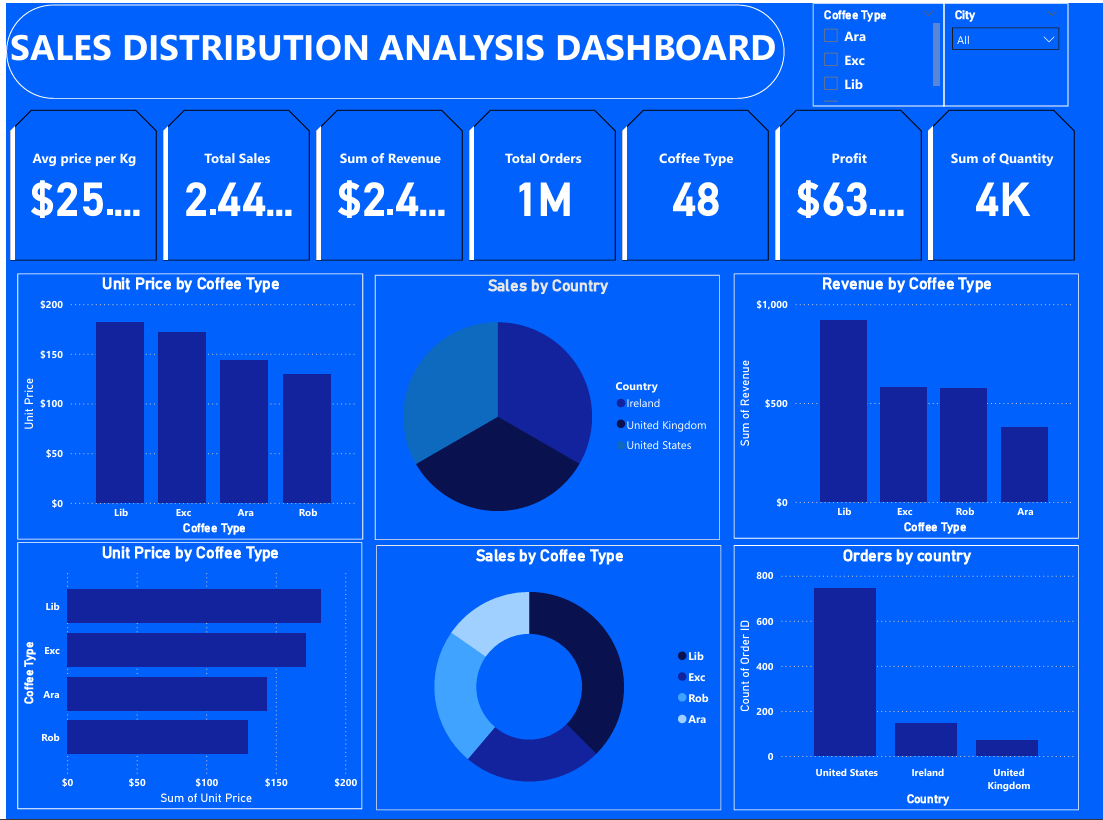 SALES DISTRIBUTION ANALYSIS DASHBOARD
Coffee Type
Ara
Exc
Lib
City
All
Avg price per Kg
$25....
Total Sales
2.44...
Sum of Revenue
$2.4...
Total Orders
1M
Coffee Type
48
Profit
$63....
Sum of Quantity
4K
Unit Price by Coffee Type
$200
$150
$100
$50
$0
Unit Price
Lib Exc Ara Rob
Coffee Type
Sales by Country
Country
Ireland
United Kingdom
United States
Revenue by Coffee Type
$1,000
$500
$0
Sum of Revenue
Lib Exc Rob Ara
Coffee Type
Unit Price by Coffee Type
Coffee Type
Lib
Exc
Ara
Rob
$0 $50 $100 $150 $200
Sum of Unit Price
Sales by Coffee Type
Lib
Exc
Rob
Ara
Orders by country
800
600
400
200
0
Count of Order ID
United States Ireland United
Kingdom
Country